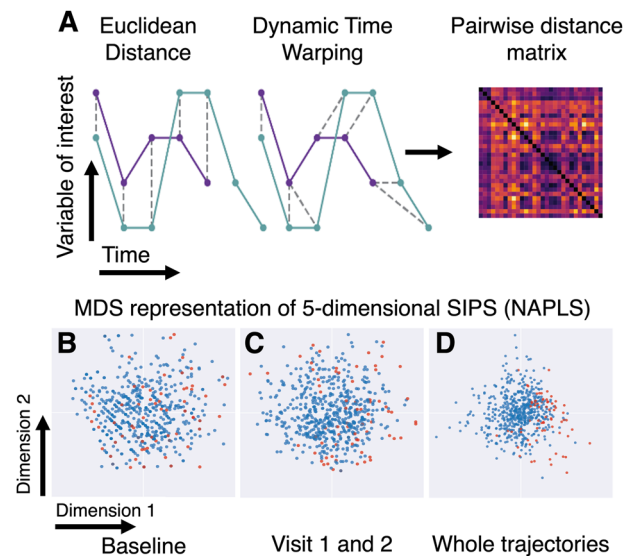 A
Euclidean
Distance
Dynamic Time
Warping
Pairwise distance
matrix
Variable of interest
Time
MDS representation of 5-dimensional SIPS (NAPLS)
B
C
D
Dimension 2
Dimension 1
Baseline
Visit 1 and 2
Whole trajectories